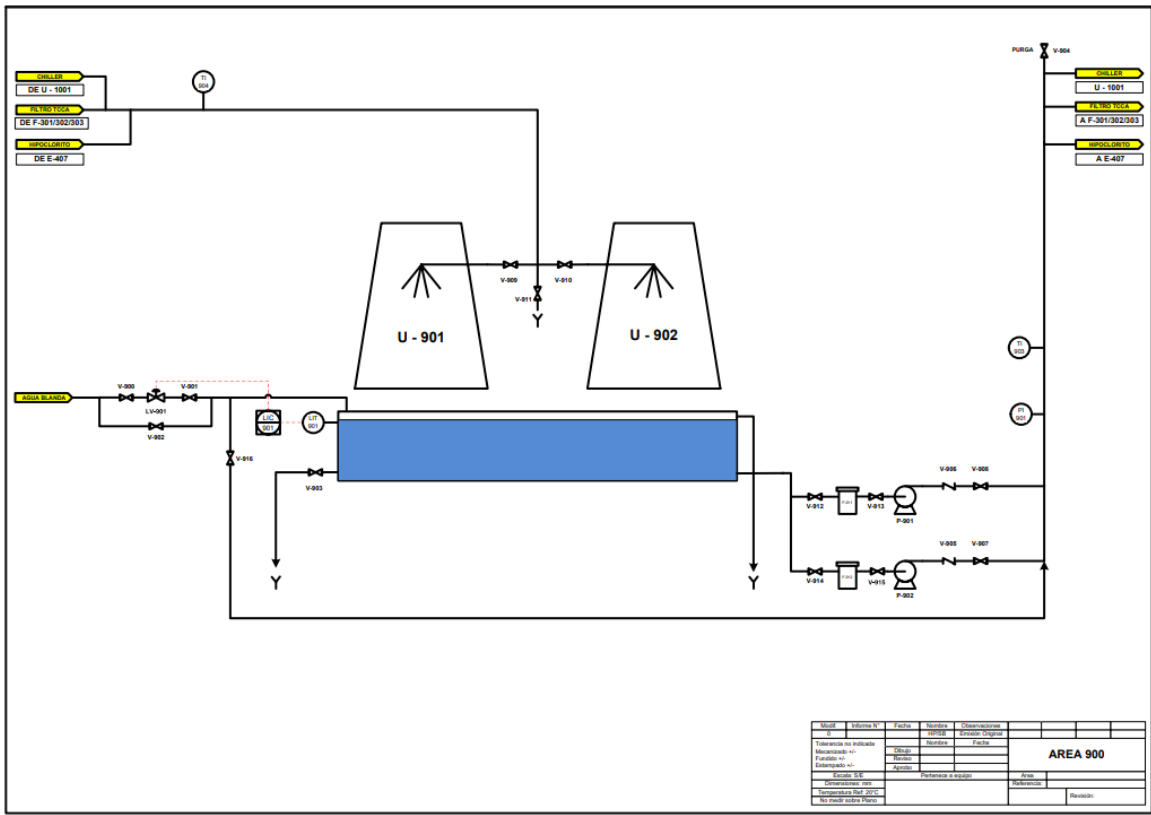 CHILLER
DE U - 1001
FILTRO TCCA
DE F-301/302/303
HIPOCLORITO
DE E-407
TI
904
PURGA
V-904
CHILLER
U - 1001
FILTRO TCCA
A F-301/302/303
HIPOCLORITO
A E-407
V-909
V-910
V-911
Y
U - 901
U - 902
TI
903
PI
901
AGUA BLANDA
V-900
V-901
LV-901
V-902
LIC
901
LIT
901
V-916
V-903
Y
Y
V-912
V-913
P-901
V-906
V-908
V-914
V-915
P-902
V-905
V-907
Modif. Informe N° Fecha Nombre Observaciones
0 HP/SB Emisión Original
Tolerancia no indicada Nombre Fecha
Mecanizado +/- Dibujo
Fundido +/- Reviso
Estampado +/- Aprobo
AREA 900
Escala: S/E Pertenece a equipo Area
Dimensiones: mm Referencia:
Temperatura Ref: 20°C
Revisión:
No medir sobre Plano